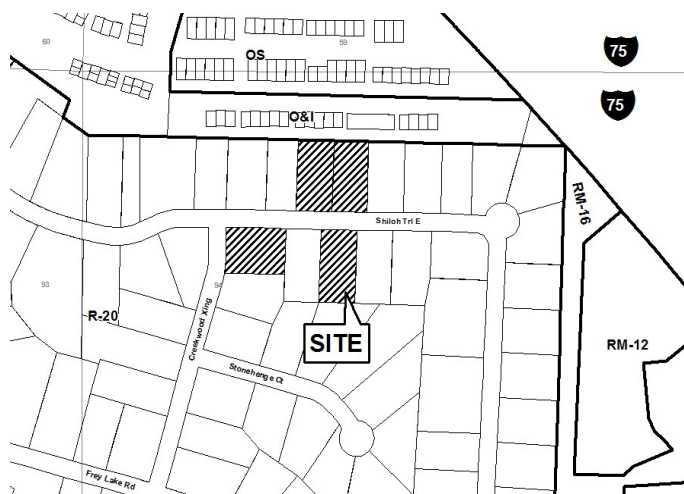 60
59
75
OS
75
O&I
RM-16
Shiloh Trl E
93
94
R-20
Creekwood Xing
SITE
RM-12
Stonehenge Ct
Frey Lake Rd